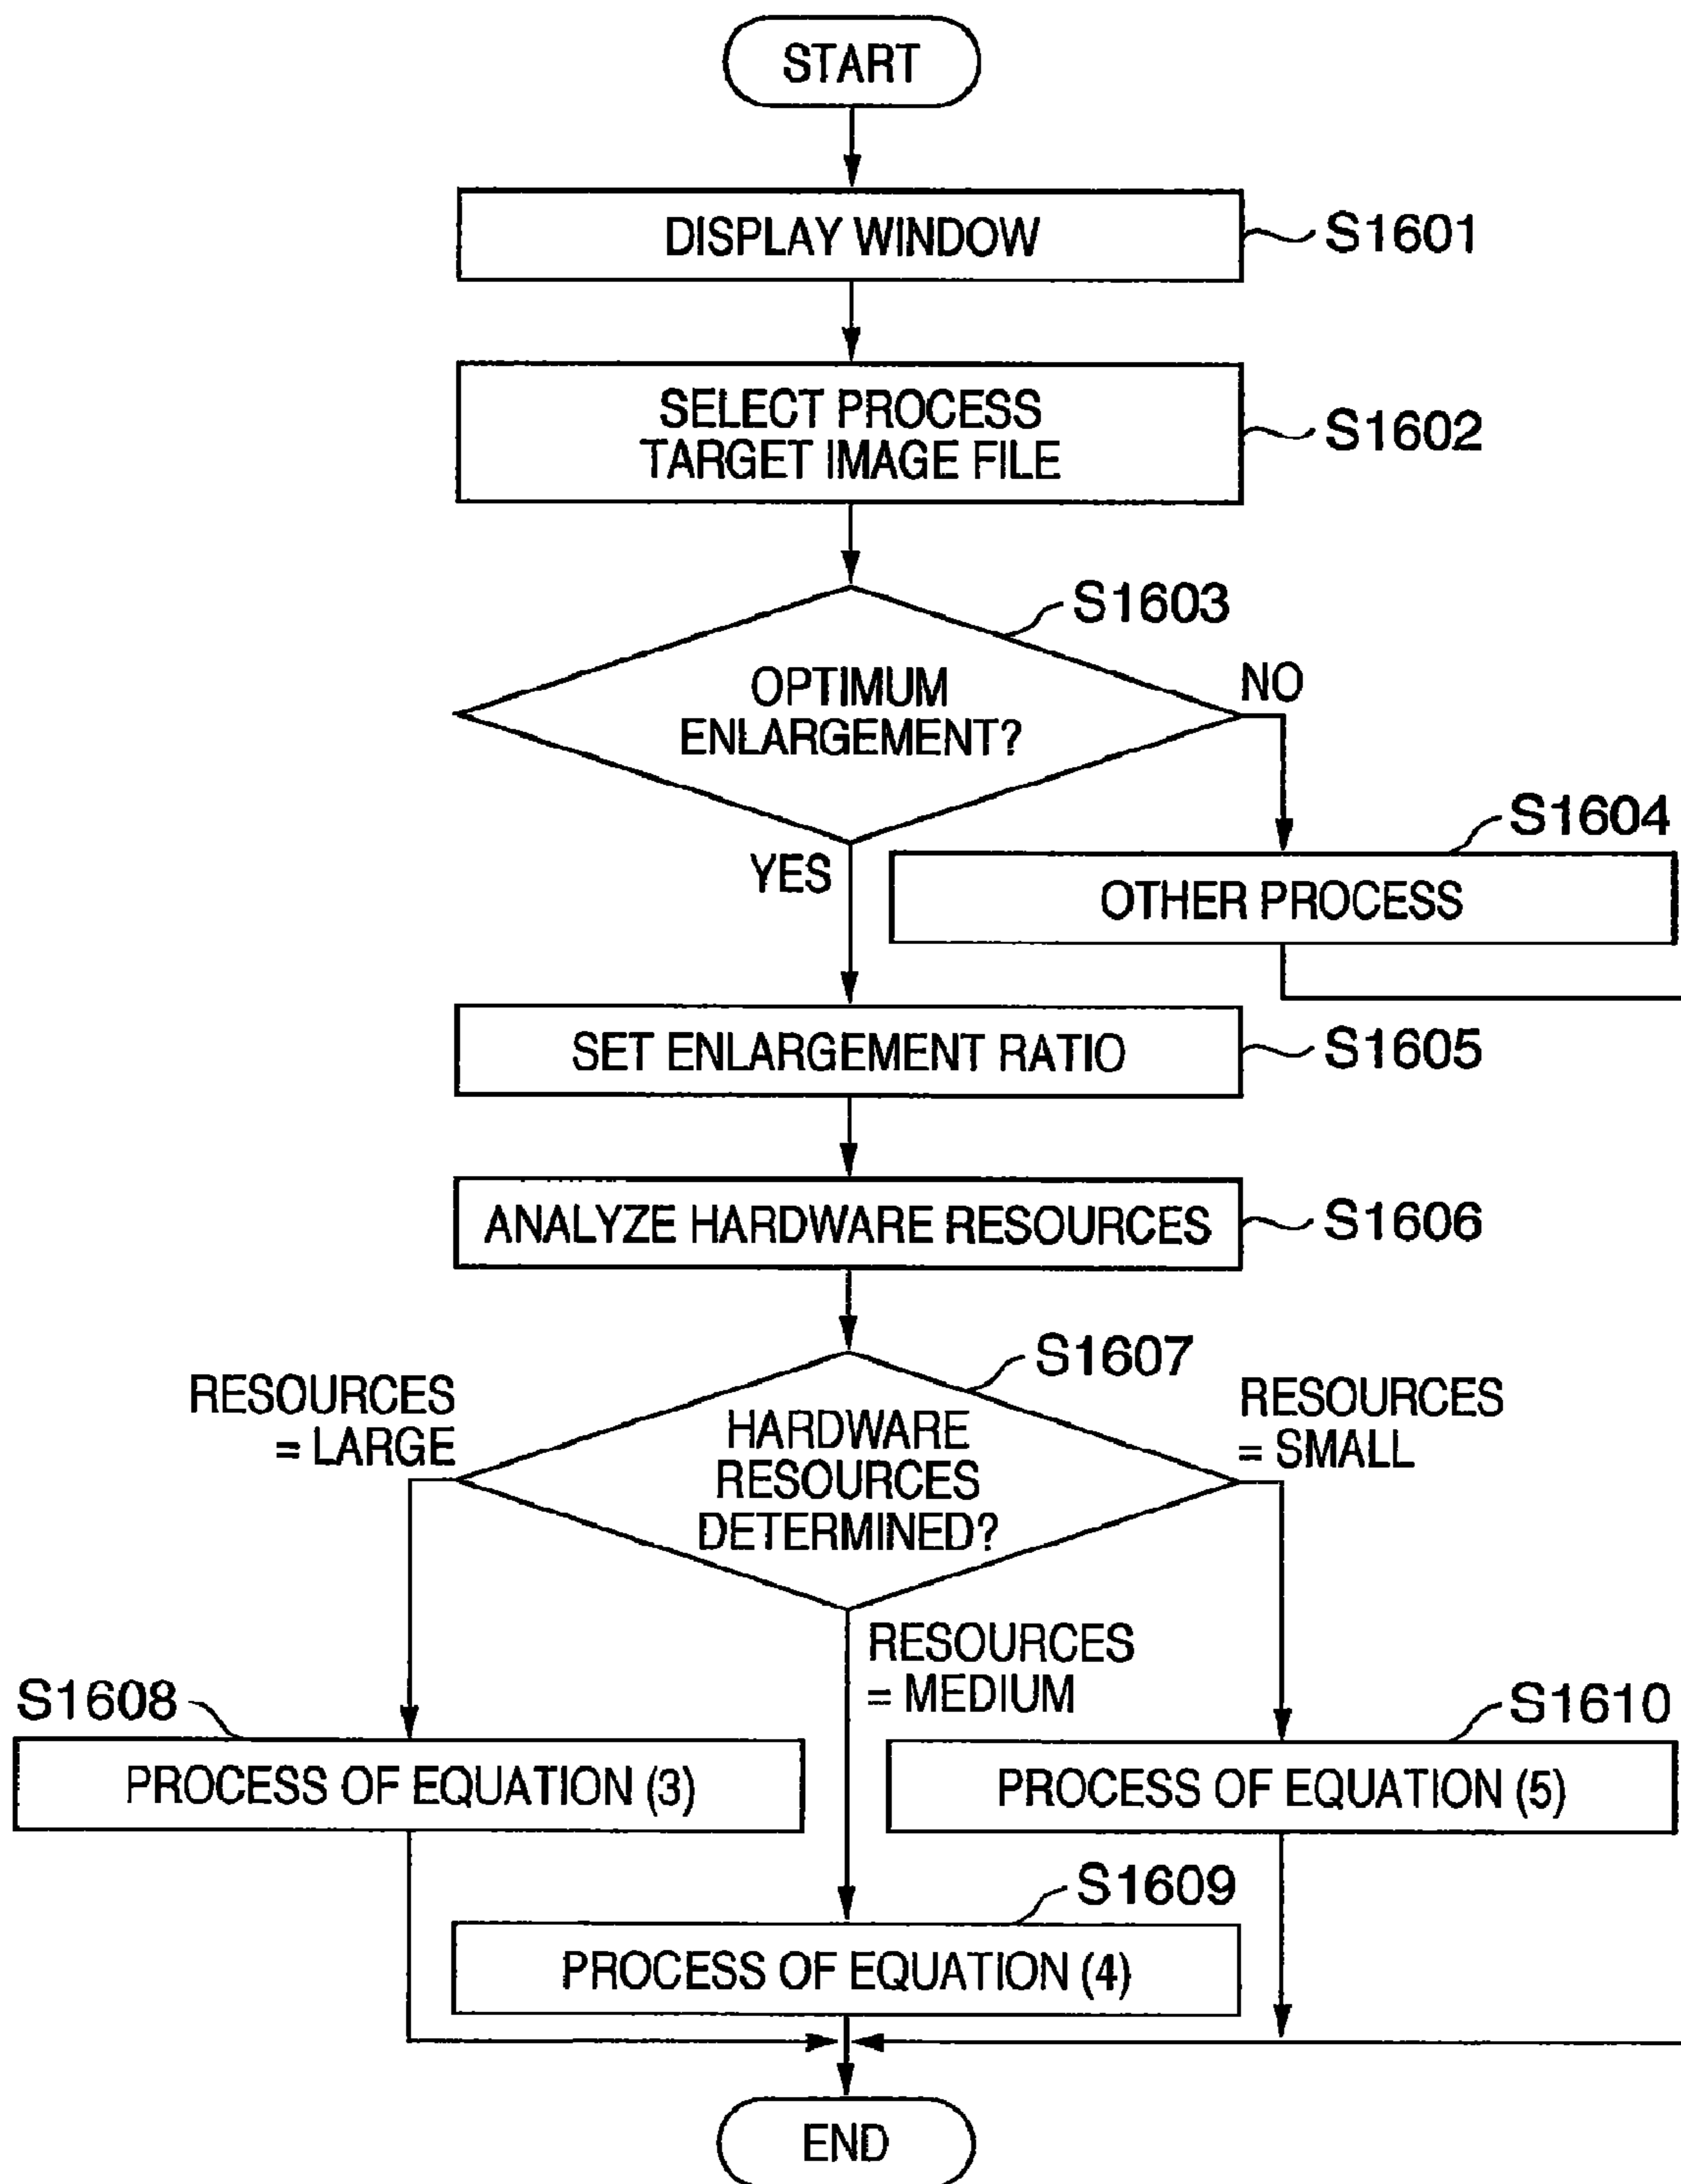 START
DISPLAY WINDOW
S1601
SELECT PROCESS
TARGET IMAGE FILE
S1602
S1603
OPTIMUM
ENLARGEMENT?
NO
YES
S1604
OTHER PROCESS
SET ENLARGEMENT RATIO
S1605
ANALYZE HARDWARE RESOURCES
S1606
S1607
RESOURCES
= LARGE
HARDWARE
RESOURCES
DETERMINED?
RESOURCES
= SMALL
RESOURCES
= MEDIUM
S1608
PROCESS OF EQUATION (3)
S1610
PROCESS OF EQUATION (5)
S1609
PROCESS OF EQUATION (4)
END